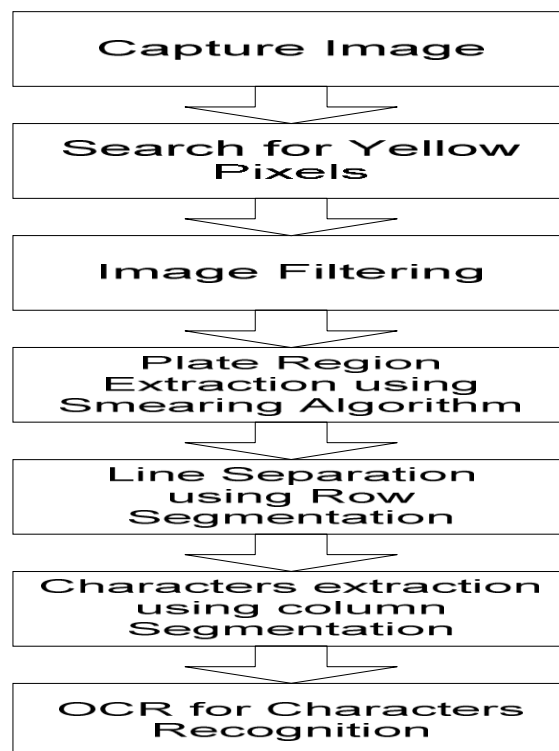 Capture Image
Search for Yellow
Pixels
Image Filtering
Plate Region
Extraction using
Smearing Algorithm
Line Separation
using Row
Segmentation
Characters extraction
using column
Segmentation
OCR for Characters
Recognition